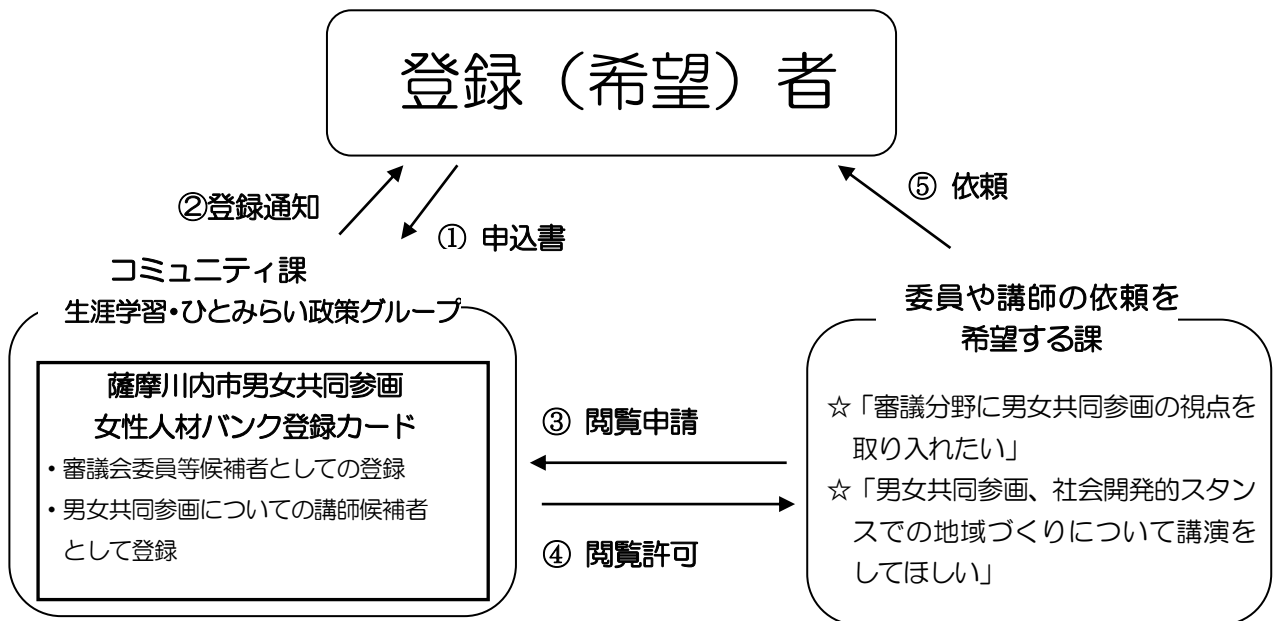 登録（希望）者
②登録通知
① 申込書
⑤ 依頼
コミュニティ課
生涯学習・ひとみらい政策グループ
薩摩川内市男女共同参画
女性人材バンク登録カード
・審議会委員等候補者としての登録
・男女共同参画についての講師候補者
として登録
③ 閲覧申請
④ 閲覧許可
委員や講師の依頼を
希望する課
☆「審議分野に男女共同参画の視点を
取り入れたい」
☆「男女共同参画、社会開発的スタン
スでの地域づくりについて講演を
してほしい」